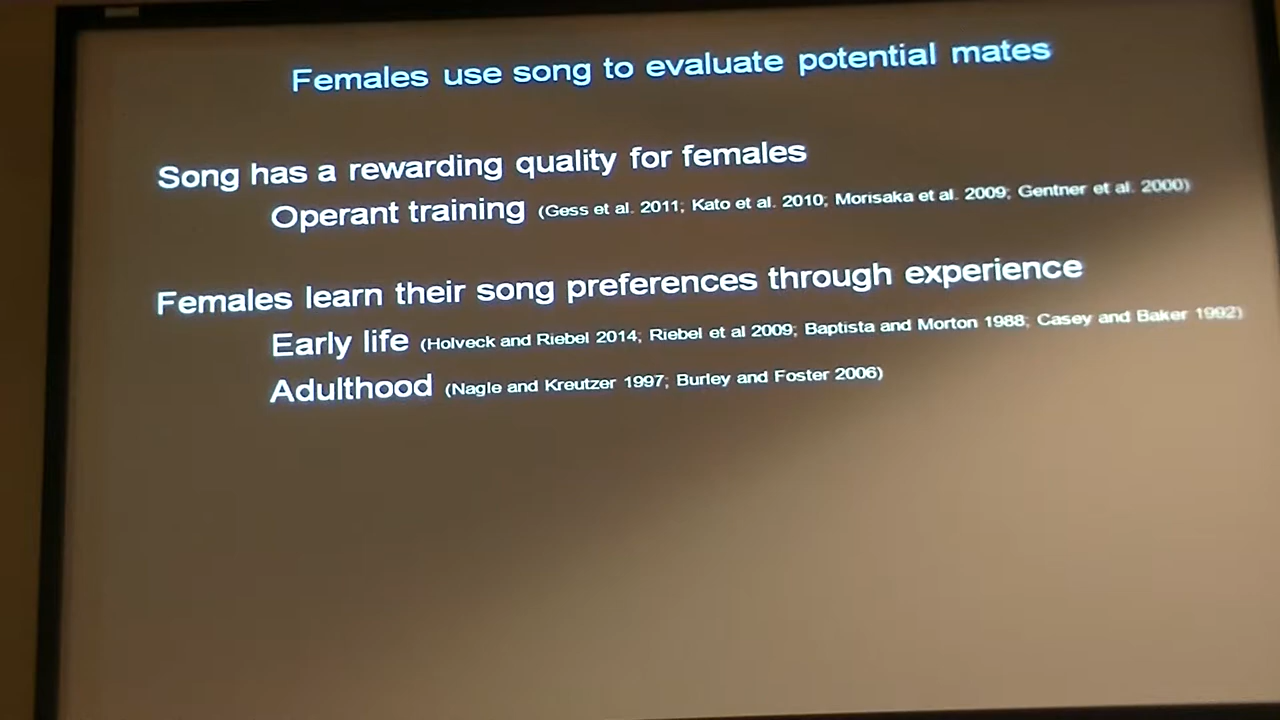 Females use song to evaluate potential mates
Song has a rewarding quality for females
Operant training (Gess et al. 2011; Kato et al. 2010; Morisaka et al. 2009; Gentner et al. 2000)
Females learn their song preferences through experience
Early life (Holveck and Riebel 2014; Riebel et al 2009; Baptista and Morton 1988; Casey and Baker 1992)
Adulthood (Nagle and Kreutzer 1997; Burley and Foster 2006)